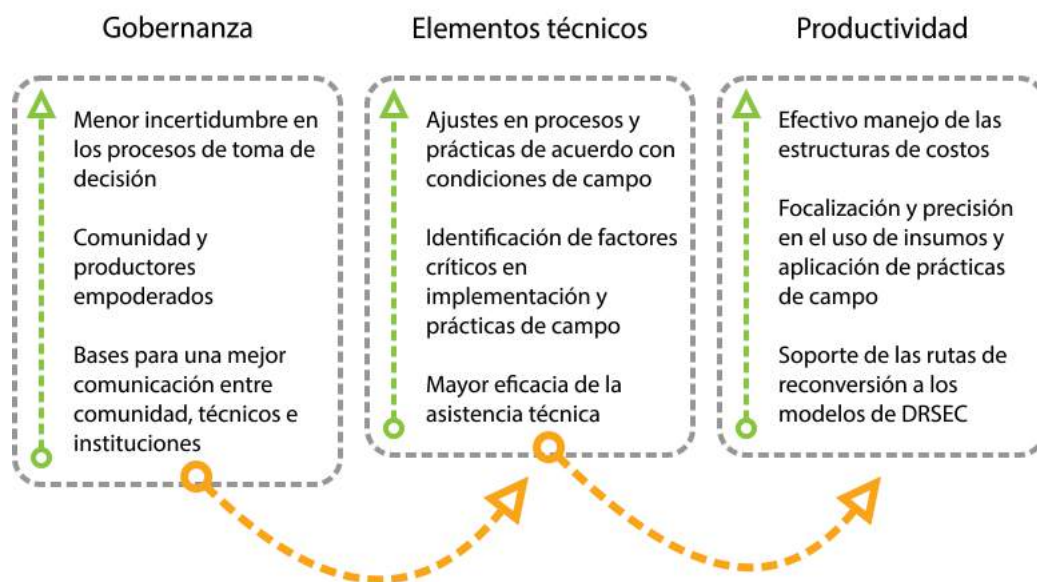 Gobernanza
Menor incertidumbre en
los procesos de toma de
decisión
Comunidad y
productores
empoderados
Bases para una mejor
comunicación entre
comunidad, técnicos e
instituciones
Elementos técnicos
Ajustes en procesos y
prácticas de acuerdo con
condiciones de campo
Identificación de factores
críticos en
implementación y
prácticas de campo
Mayor eficacia de la
asistencia técnica
Productividad
Efectivo manejo de las
estructuras de costos
Focalización y precisión
en el uso de insumos y
aplicación de prácticas
de campo
Soporte de las rutas de
reconversión a los
modelos de DRSEC